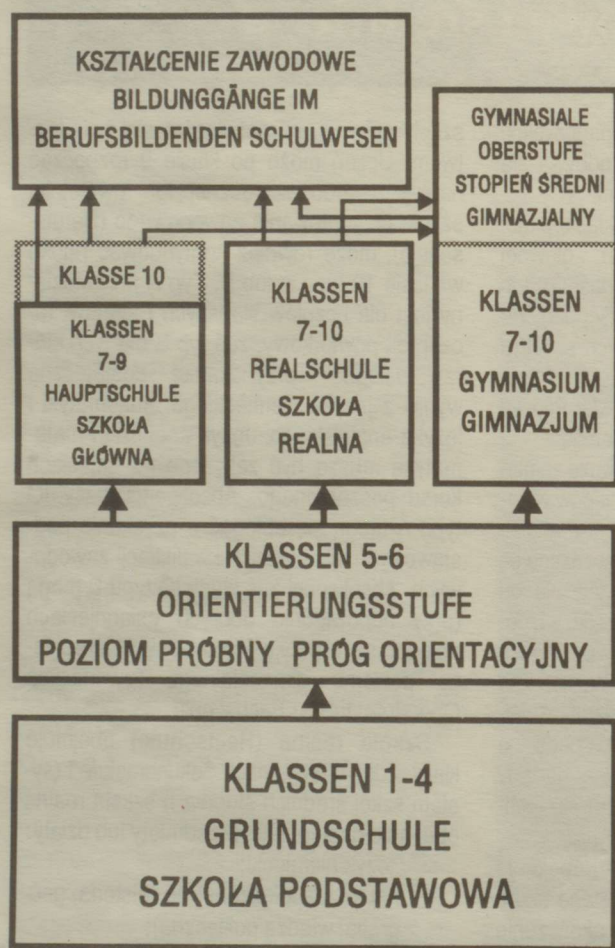 KSZTAŁCENIE ZAWODOWE
BILDUNGGÄNGE IM
BERUFSBILDENDEN SCHULWESEN
GYMNASIALE
OBERSTUFE
STOPIEŃ ŚREDNI
GIMNAZJALNY
KLASSE 10
KLASSEN
7-9
HAUPTSCHULE
SZKOŁA
GŁÓWNA
KLASSEN
7-10
REALSCHULE
SZKOŁA
REALNA
KLASSEN
7-10
GYMNASIUM
GIMNAZJUM
KLASSEN 5-6
ORIENTIERUNGSSTUFE
POZIOM PRÓBNY PRÓG ORIENTACYJNY
KLASSEN 1-4
GRUNDSCHULE
SZKOŁA PODSTAWOWA